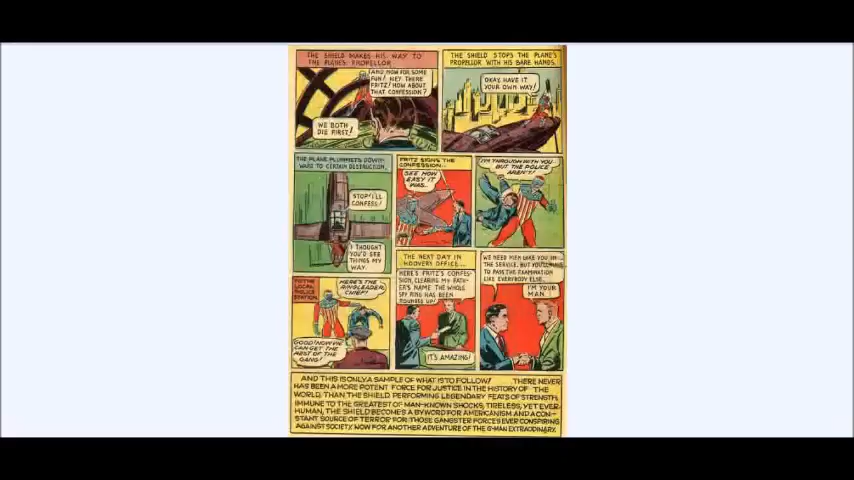 THE SHIELD MAKES HIS WAY TO
THE PLANE'S PROPELLOR
AND NOW FOR SOME
FUN! HEY THERE
FRITZ! HOW ABOUT
THAT CONFESSION?
WE BOTH
DIE FIRST!
THE SHIELD STOPS THE PLANE'S
PROPELLOR WITH HIS BARE HANDS.
OKAY, HAVE IT
YOUR OWN WAY!
THE PLANE PLUMMETS DOWN-
WARD TO CERTAIN DESTRUCTION.
STOP! I'LL
CONFESS!
I THOUGHT
YOU'D SEE
THINGS MY
WAY.
FRITZ SIGNS THE
CONFESSION...
SEE HOW
EASY IT
WAS..
I'M THROUGH WITH YOU
BUT THE POLICE
AREN'T!
TO THE
LOCAL
POLICE
STATION.
HERE'S THE
RINGLEADER,
CHIEF!
GOOD! NOW WE
CAN GET THE
REST OF THE
GANG!
THE NEXT DAY IN
HOOVER'S OFFICE...
HERE'S FRITZ'S CONFES-
SION, CLEARING MY FATH-
ER'S NAME. THE WHOLE
SPY RING HAS BEEN
ROUNDED UP!
IT'S AMAZING!
WE NEED MEN LIKE YOU IN
THE SERVICE, BUT YOU'LL HAVE
TO PASS THE EXAMINATION
LIKE EVERYBODY ELSE..
I'M YOUR
MAN!
AND THIS IS ONLY A SAMPLE OF WHAT IS TO FOLLOW! THERE NEVER
HAS BEEN A MORE POTENT FORCE FOR JUSTICE IN THE HISTORY OF THE
WORLD, THAN THE SHIELD. PERFORMING LEGENDARY FEATS OF STRENGTH,
IMMUNE TO THE GREATEST OF MAN-KNOWN SHOCKS, TIRELESS, YET EVER
HUMAN, THE SHIELD BECOMES A BYWORD FOR AMERICANISM AND A CON-
STANT SOURCE OF TERROR FOR THOSE GANGSTER FORCES EVER CONSPIRING
AGAINST SOCIETY. NOW FOR ANOTHER ADVENTURE OF THE G-MAN EXTRAORDINARY.